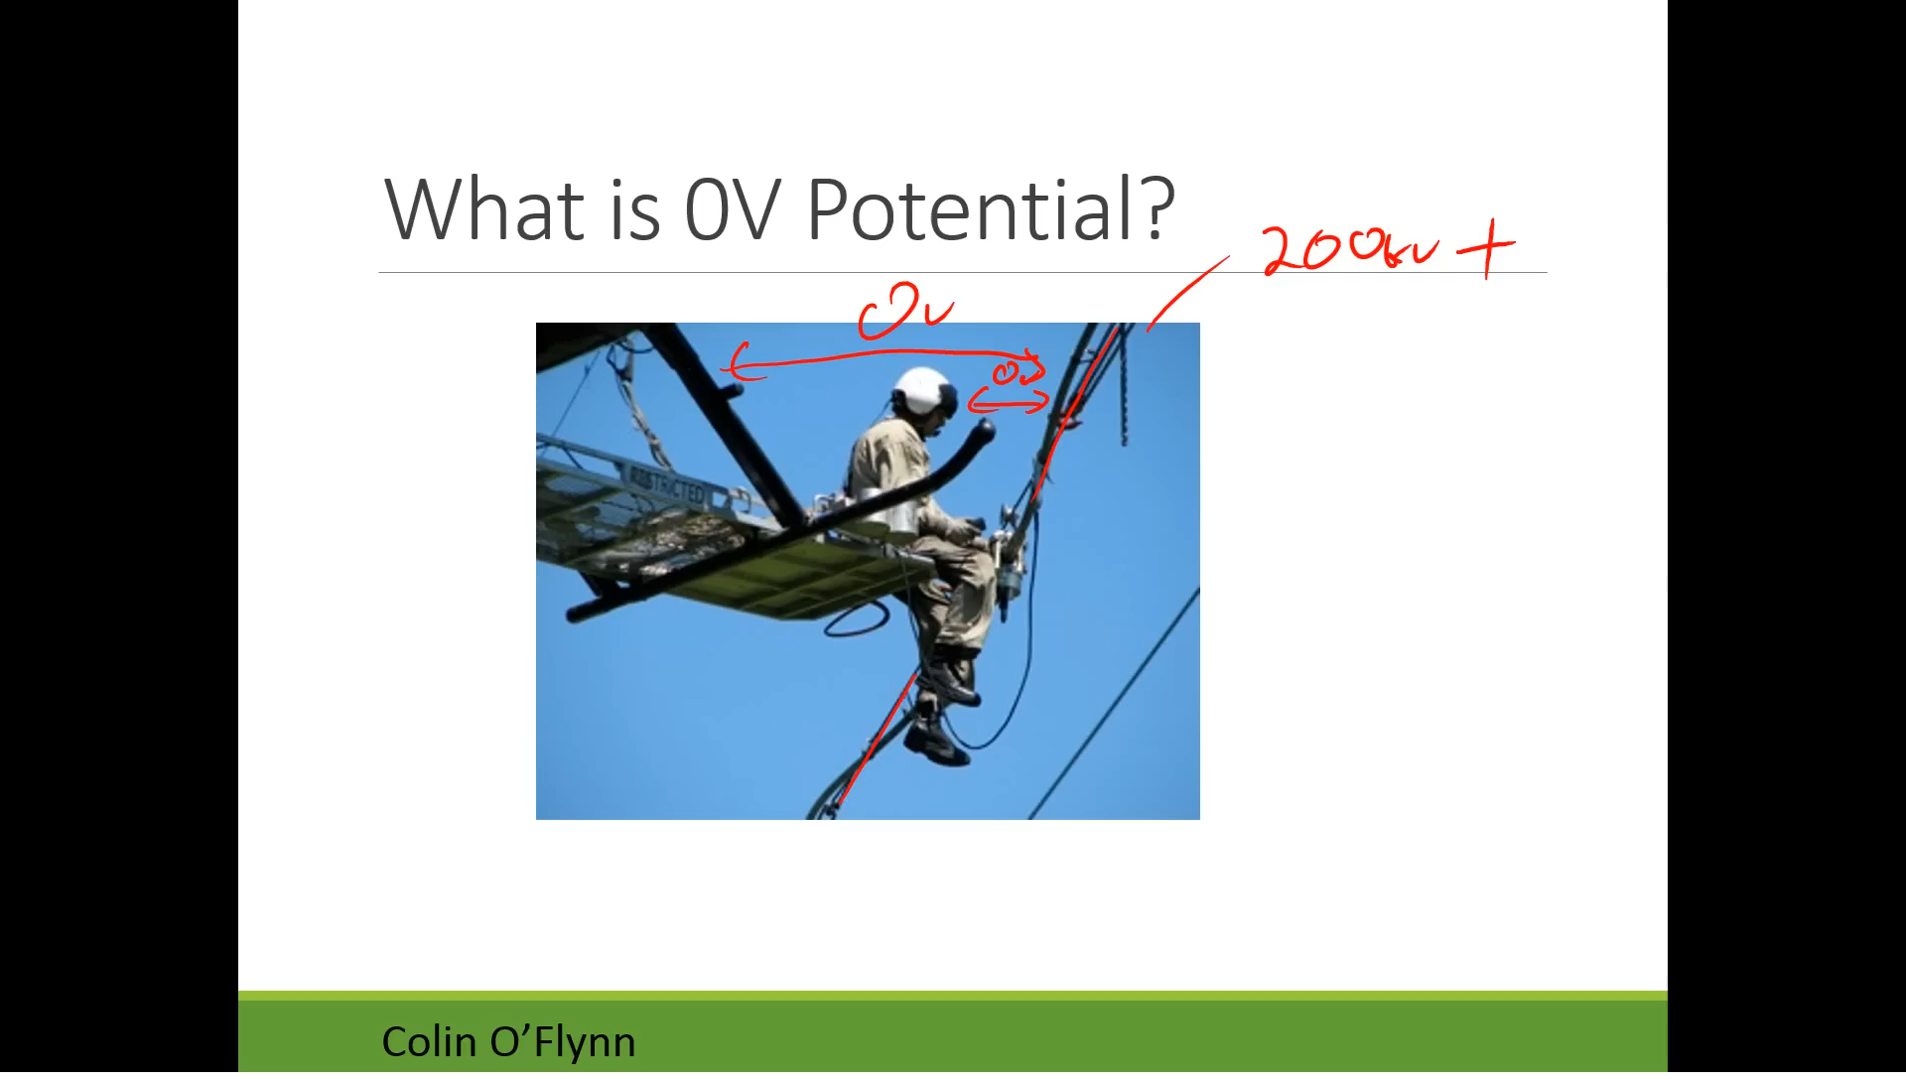 What is 0V Potential?
200kV +
0v
0v
RESTRICTED
Colin O’Flynn